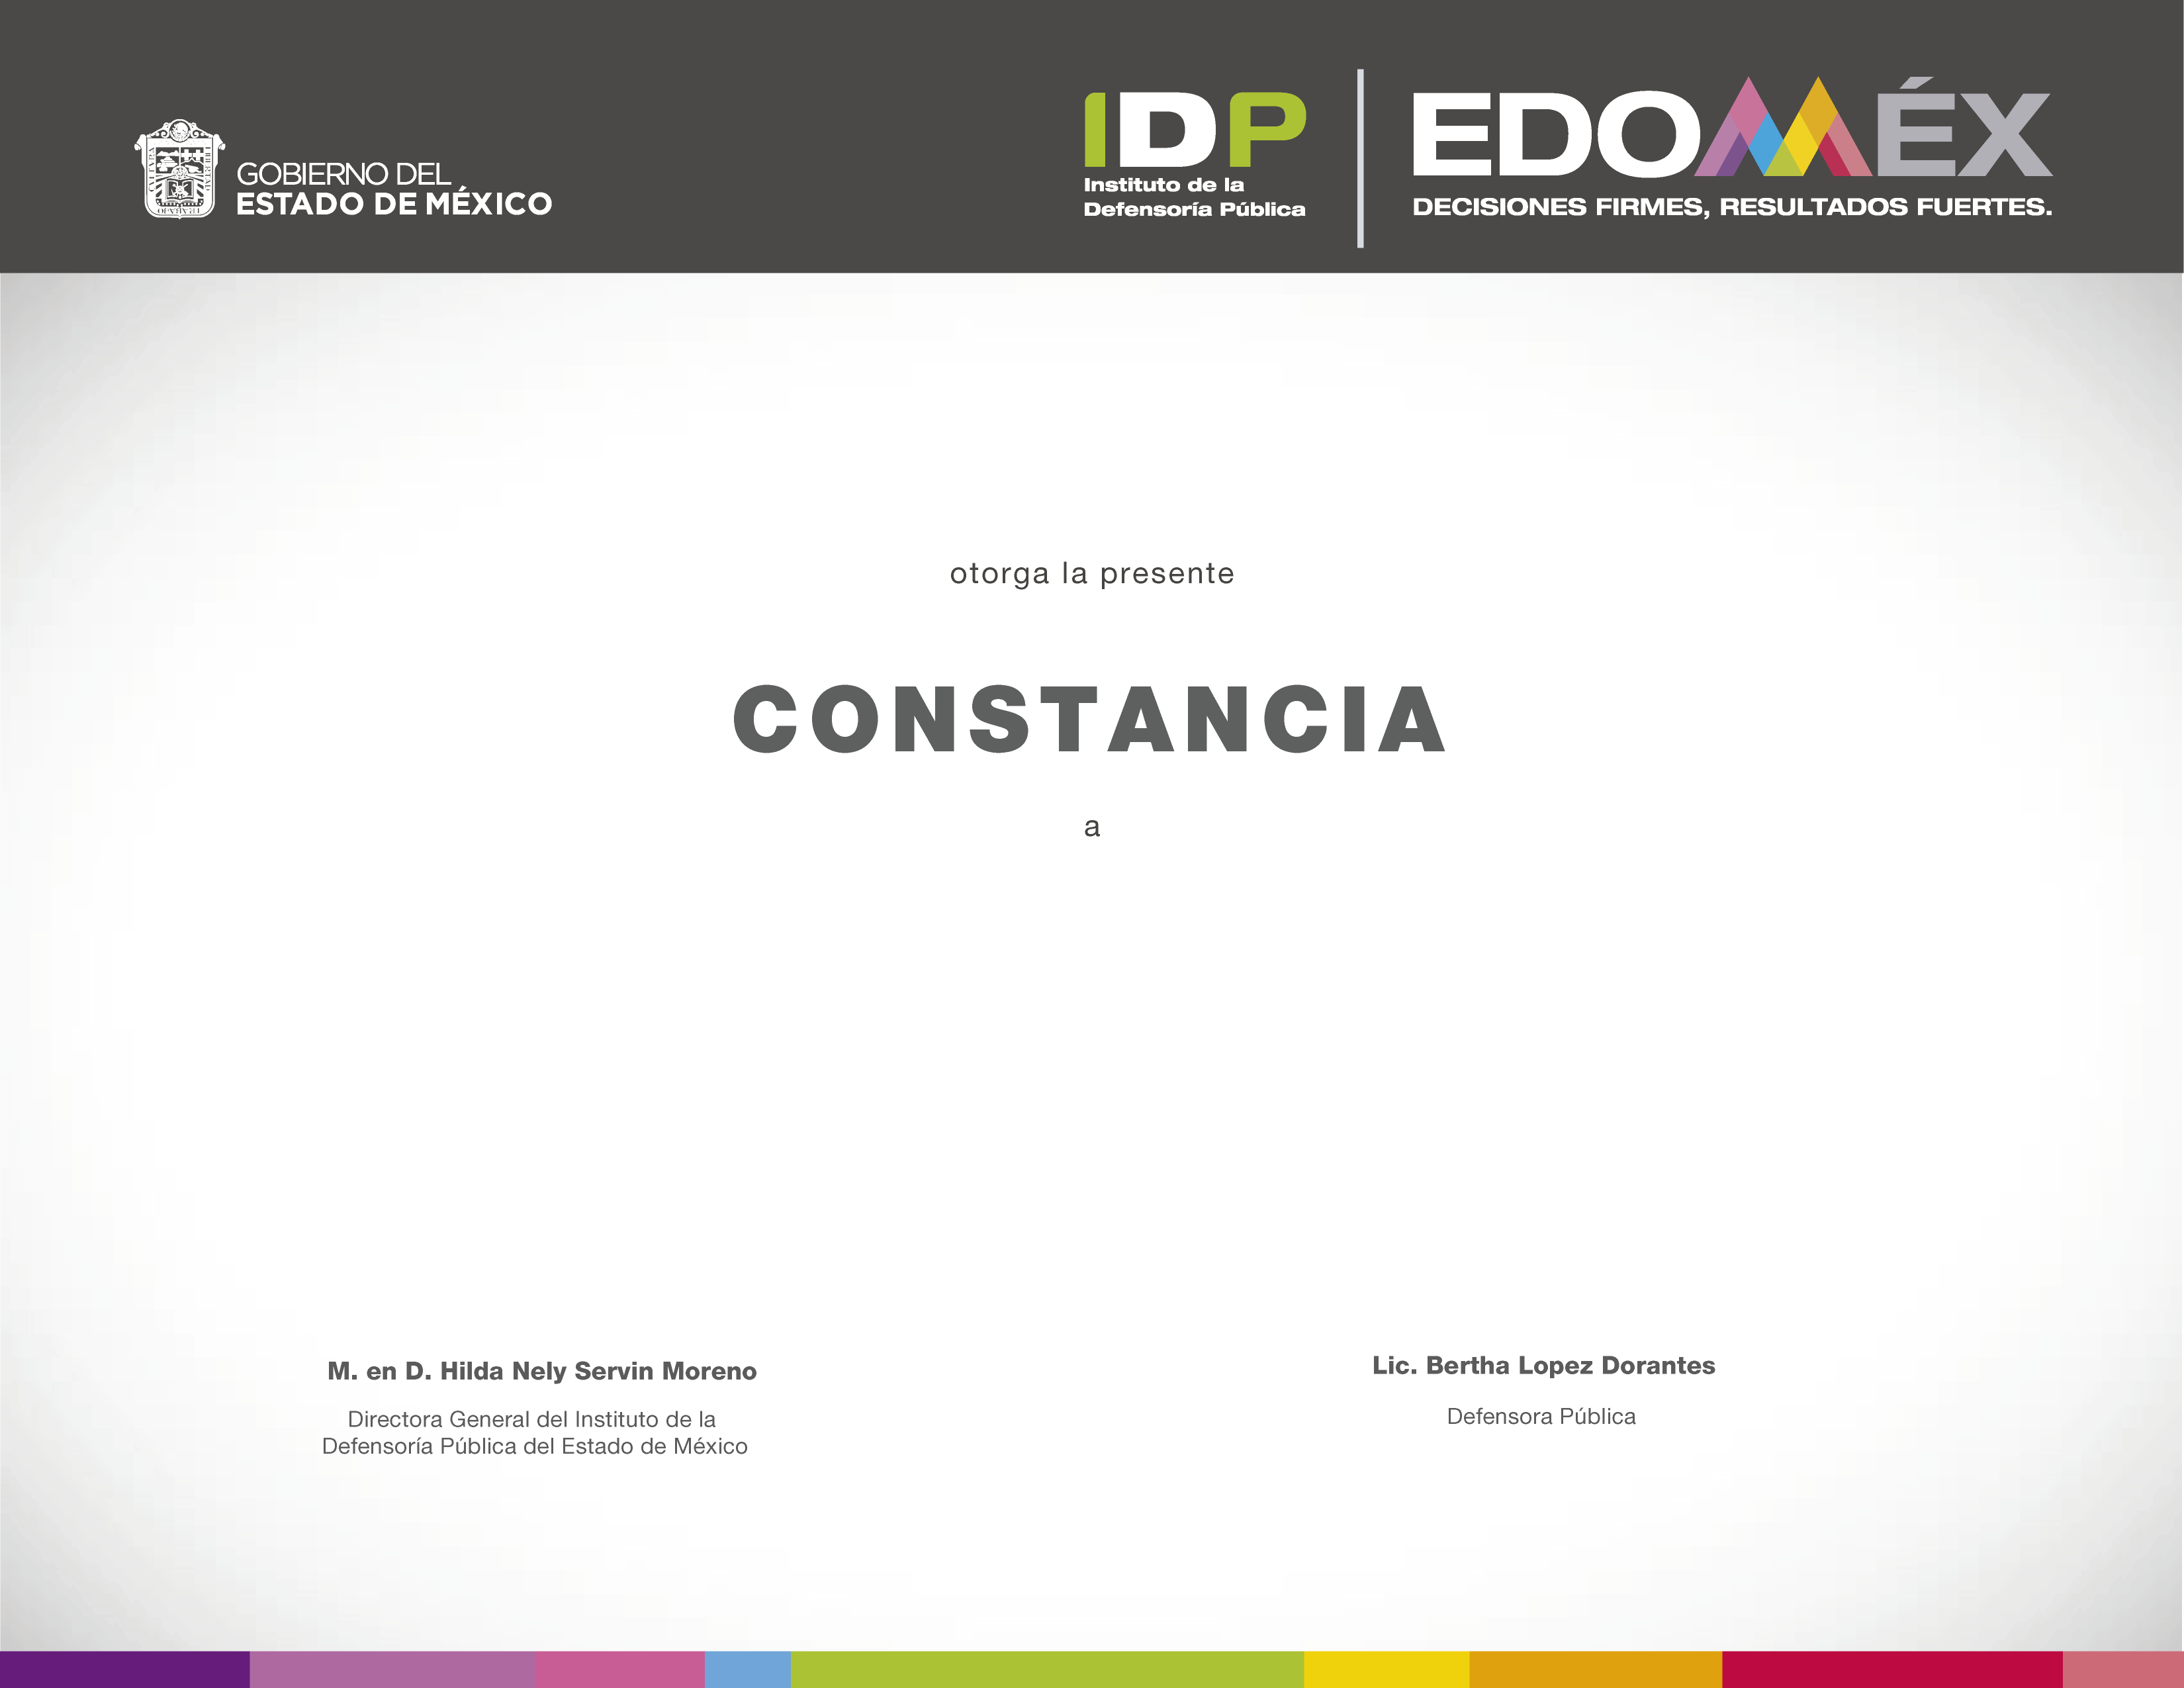 GOBIERNO DEL
ESTADO DE MÉXICO
IDP
Instituto de la
Defensoría Pública
EDOMÉX
DECISIONES FIRMES, RESULTADOS FUERTES.
otorga la presente
CONSTANCIA
a
M. en D. Hilda Nely Servin Moreno
Directora General del Instituto de la
Defensoría Pública del Estado de México
Lic. Bertha Lopez Dorantes
Defensora Pública